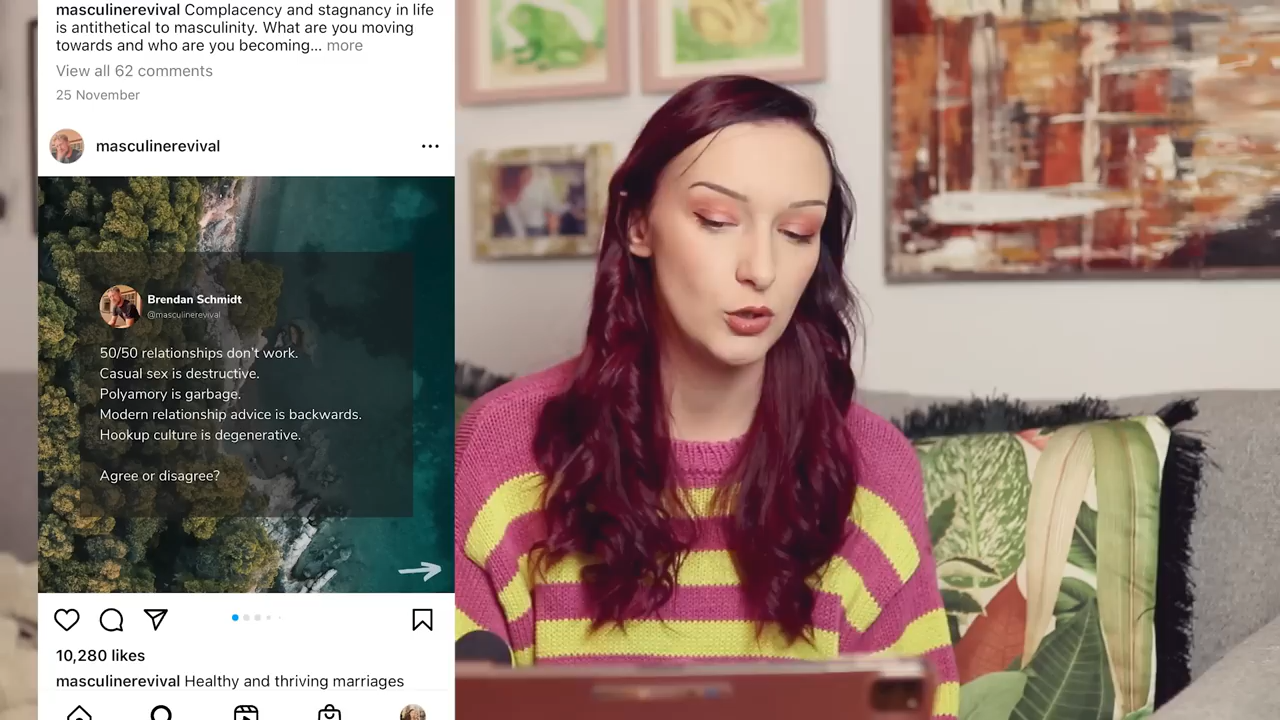 masculinerevival Complacency and stagnancy in life
is antithetical to masculinity. What are you moving
towards and who are you becoming... more
View all 62 comments
25 November
masculinerevival
Brendan Schmidt
@masculinerevival
50/50 relationships don't work.
Casual sex is destructive.
Polyamory is garbage.
Modern relationship advice is backwards.
Hookup culture is degenerative.
Agree or disagree?
10,280 likes
masculinerevival Healthy and thriving marriages